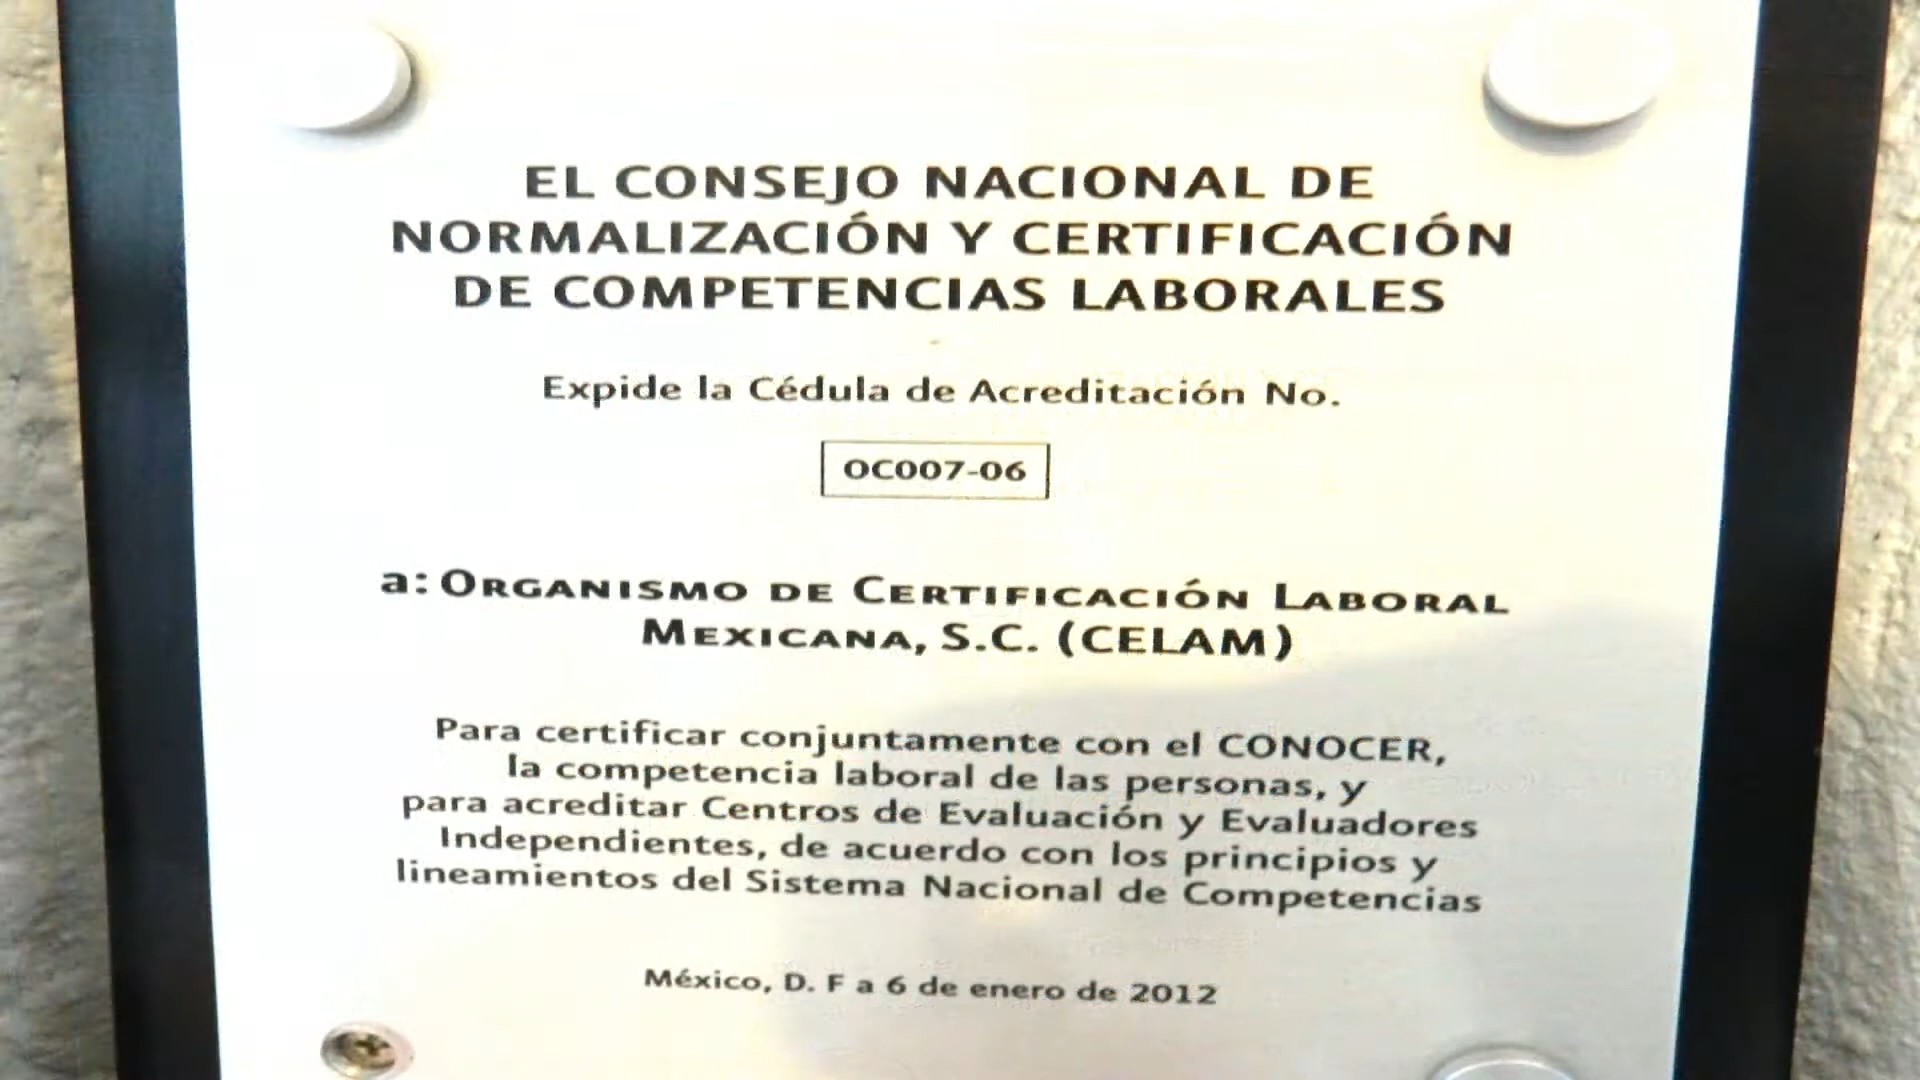 EL CONSEJO NACIONAL DE
NORMALIZACIÓN Y CERTIFICACIÓN
DE COMPETENCIAS LABORALES
Expide la Cédula de Acreditación No.
OC007-06
a: ORGANISMO DE CERTIFICACIÓN LABORAL
MEXICANA, S.C. (CELAM)
Para certificar conjuntamente con el CONOCER,
la competencia laboral de las personas, y
para acreditar Centros de Evaluación y Evaluadores
Independientes, de acuerdo con los principios y
lineamientos del Sistema Nacional de Competencias
México, D. F a 6 de enero de 2012